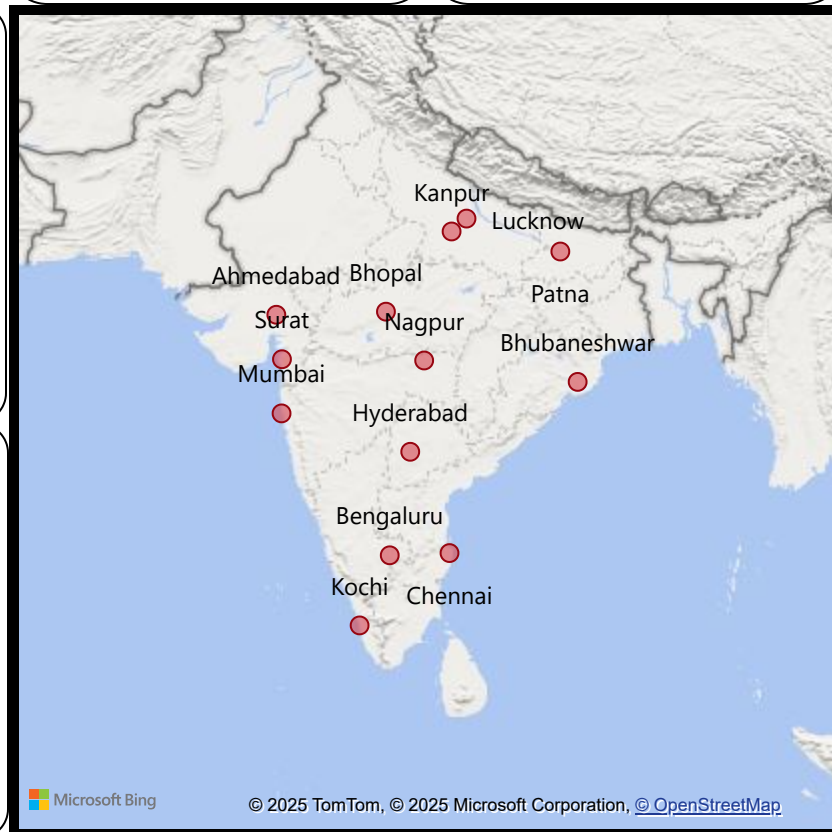 Kanpur
Lucknow
Ahmedabad
Bhopal
Patna
Surat
Nagpur
Bhubaneshwar
Mumbai
Hyderabad
Bengaluru
Kochi
Chennai
Microsoft Bing
© 2025 TomTom, © 2025 Microsoft Corporation, © OpenStreetMap